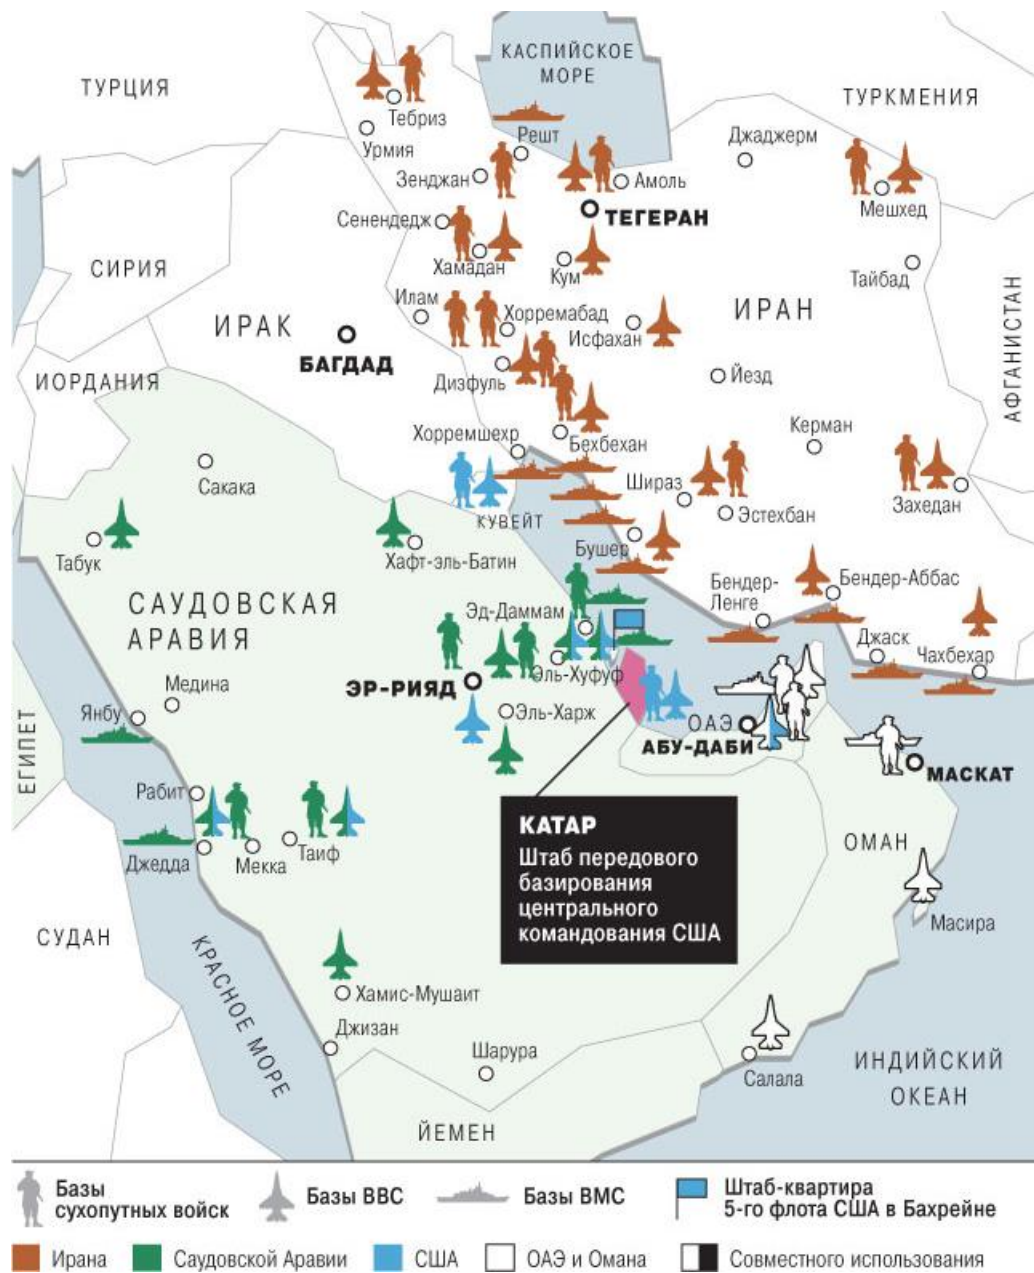 КАСПИЙСКОЕ
МОРЕ
ТУРЦИЯ
ТУРКМЕНИЯ
Тебриз
Урмия
Решт
Джаджерм
Зенджан
Амоль
Мешхед
Сенендедж
ТЕГЕРАН
СИРИЯ
Хамадан
Кум
Тайбад
Илам
ИРАК
Хорремабад
ИРАН
Исфахан
АФГАНИСТАН
БАГДАД
ИОРДАНИЯ
Дизфуль
Йезд
Хорремшехр
Бехбехан
Керман
Сакака
Шираз
КУВЕЙТ
Эстехбан
Захедан
Табук
Хафт-эль-Батин
Бушер
Бендер-
Ленге
Бендер-Аббас
САУДОВСКАЯ
АРАВИЯ
Эд-Даммам
Джаск
Чахбехар
Медина
ЭР-РИЯД
Эль-Хуфуф
Янбу
Эль-Харж
ОАЭ
АБУ-ДАБИ
ЕГИПЕТ
МАСКАТ
Рабит
КАТАР
Штаб передового
базирования
центрального
командования США
Джедда
Мекка
Таиф
ОМАН
Масира
СУДАН
КРАСНОЕ МОРЕ
Хамис-Мушаит
Джизан
Шарура
Салала
ИНДИЙСКИЙ
ОКЕАН
ЙЕМЕН
Базы
сухопутных войск
Базы ВВС
Базы ВМС
Штаб-квартира
5-го флота США в Бахрейне
Ирана
Саудовской Аравии
США
ОАЭ и Омана
Совместного использования